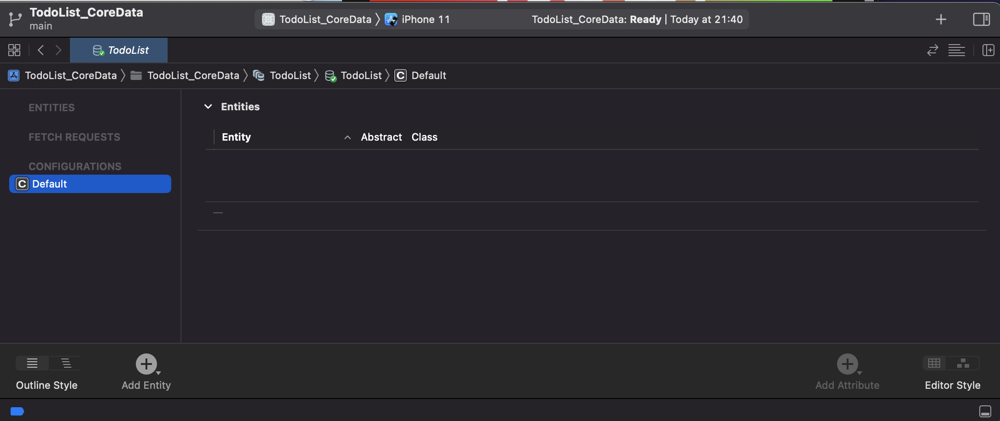 TodoList_CoreData
main
TodoList_CoreData 〉 iPhone 11
TodoList_CoreData: Ready | Today at 21:40
TodoList
TodoList_CoreData 〉 TodoList_CoreData 〉 TodoList 〉 TodoList 〉 C Default
ENTITIES
FETCH REQUESTS
CONFIGURATIONS
C Default
Entities
Entity Abstract Class
Outline Style
Add Entity
Add Attribute
Editor Style